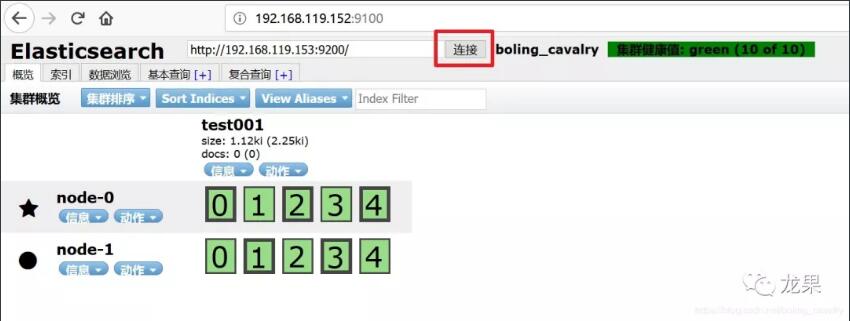 192.168.119.152:9100
Elasticsearch http://192.168.119.153:9200/ 连接 boling_cavalry 集群健康值: green (10 of 10)
概览 索引 数据浏览 基本查询 [+] 复合查询 [+]
集群概览 集群排序 Sort Indices View Aliases Index Filter
test001
size: 1.12ki (2.25ki)
docs: 0 (0)
信息 动作
node-0
信息 动作
0 1 2 3 4
node-1
信息 动作
0 1 2 3 4
龙果
https://blog.csdn.net/boling_cavalry